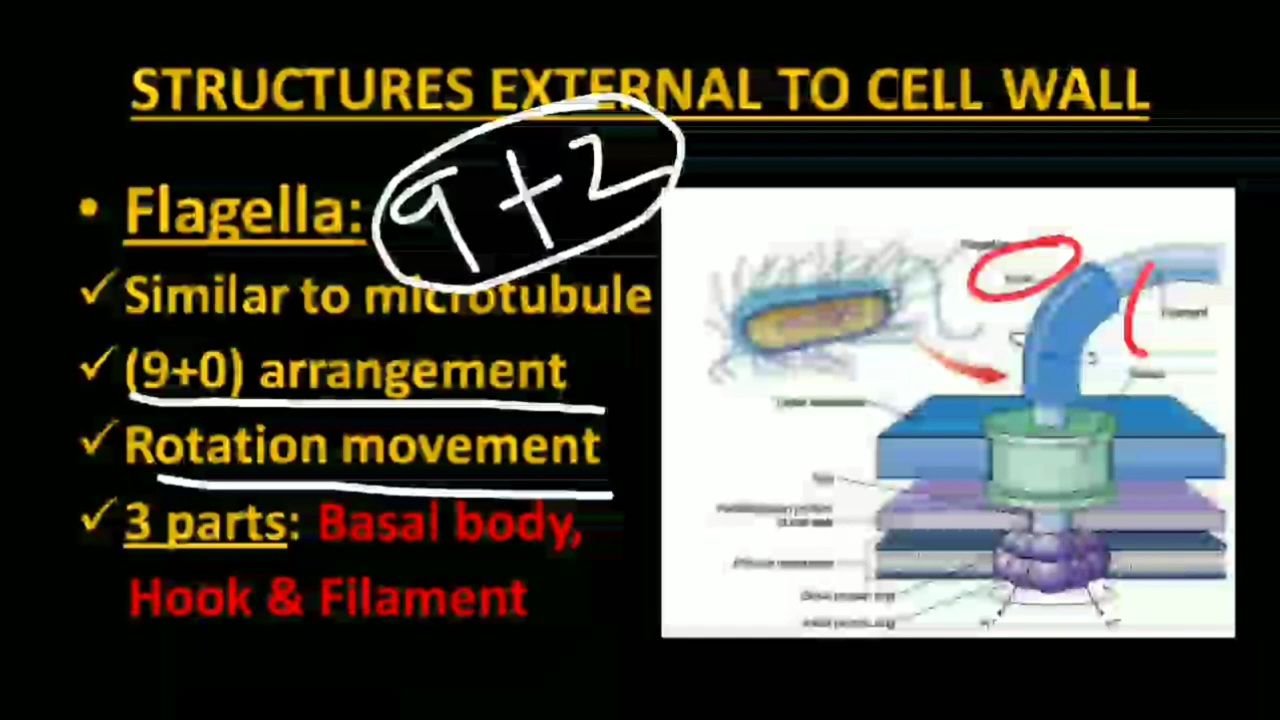 STRUCTURES EXTERNAL TO CELL WALL
9+2
• Flagella:
✓ Similar to microtubule
✓ (9+0) arrangement
✓ Rotation movement
✓ 3 parts: Basal body,
Hook & Filament
Filament